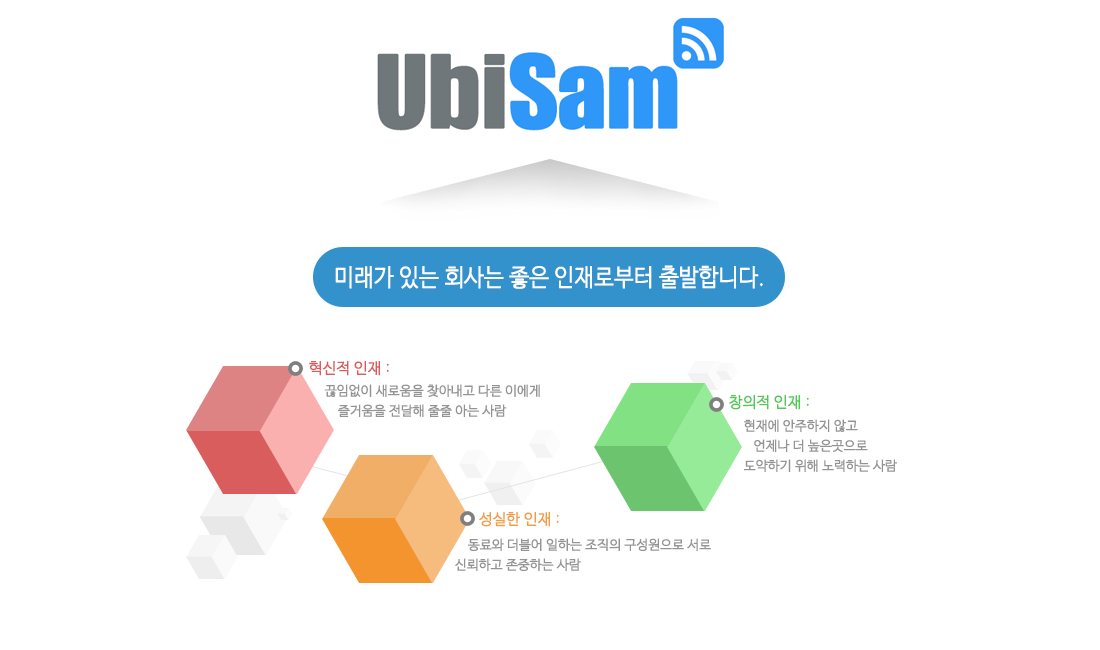 UbiSam
미래가 있는 회사는 좋은 인재로부터 출발합니다.
혁신적 인재 :
끊임없이 새로움을 찾아내고 다른 이에게
즐거움을 전달해 줄줄 아는 사람
창의적 인재 :
현재에 안주하지 않고
언제나 더 높은곳으로
도약하기 위해 노력하는 사람
성실한 인재 :
동료와 더불어 일하는 조직의 구성원으로 서로
신뢰하고 존중하는 사람